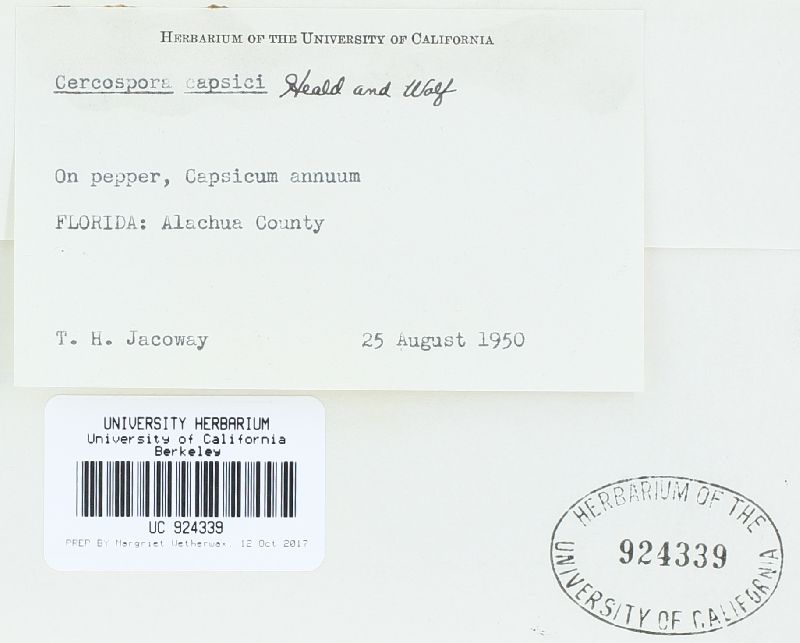 HERBARIUM OF THE UNIVERSITY OF CALIFORNIA
Cercospora capsici Heald and Wolf
On pepper, Capsicum annuum
FLORIDA: Alachua County
T. H. Jacoway 25 August 1950
UNIVERSITY HERBARIUM
University of California
Berkeley
UC 924339
PREP BY Margriet Wetherwax, 12 Oct 2017
HERBARIUM OF THE
924339
UNIVERSITY OF CALIFORNIA